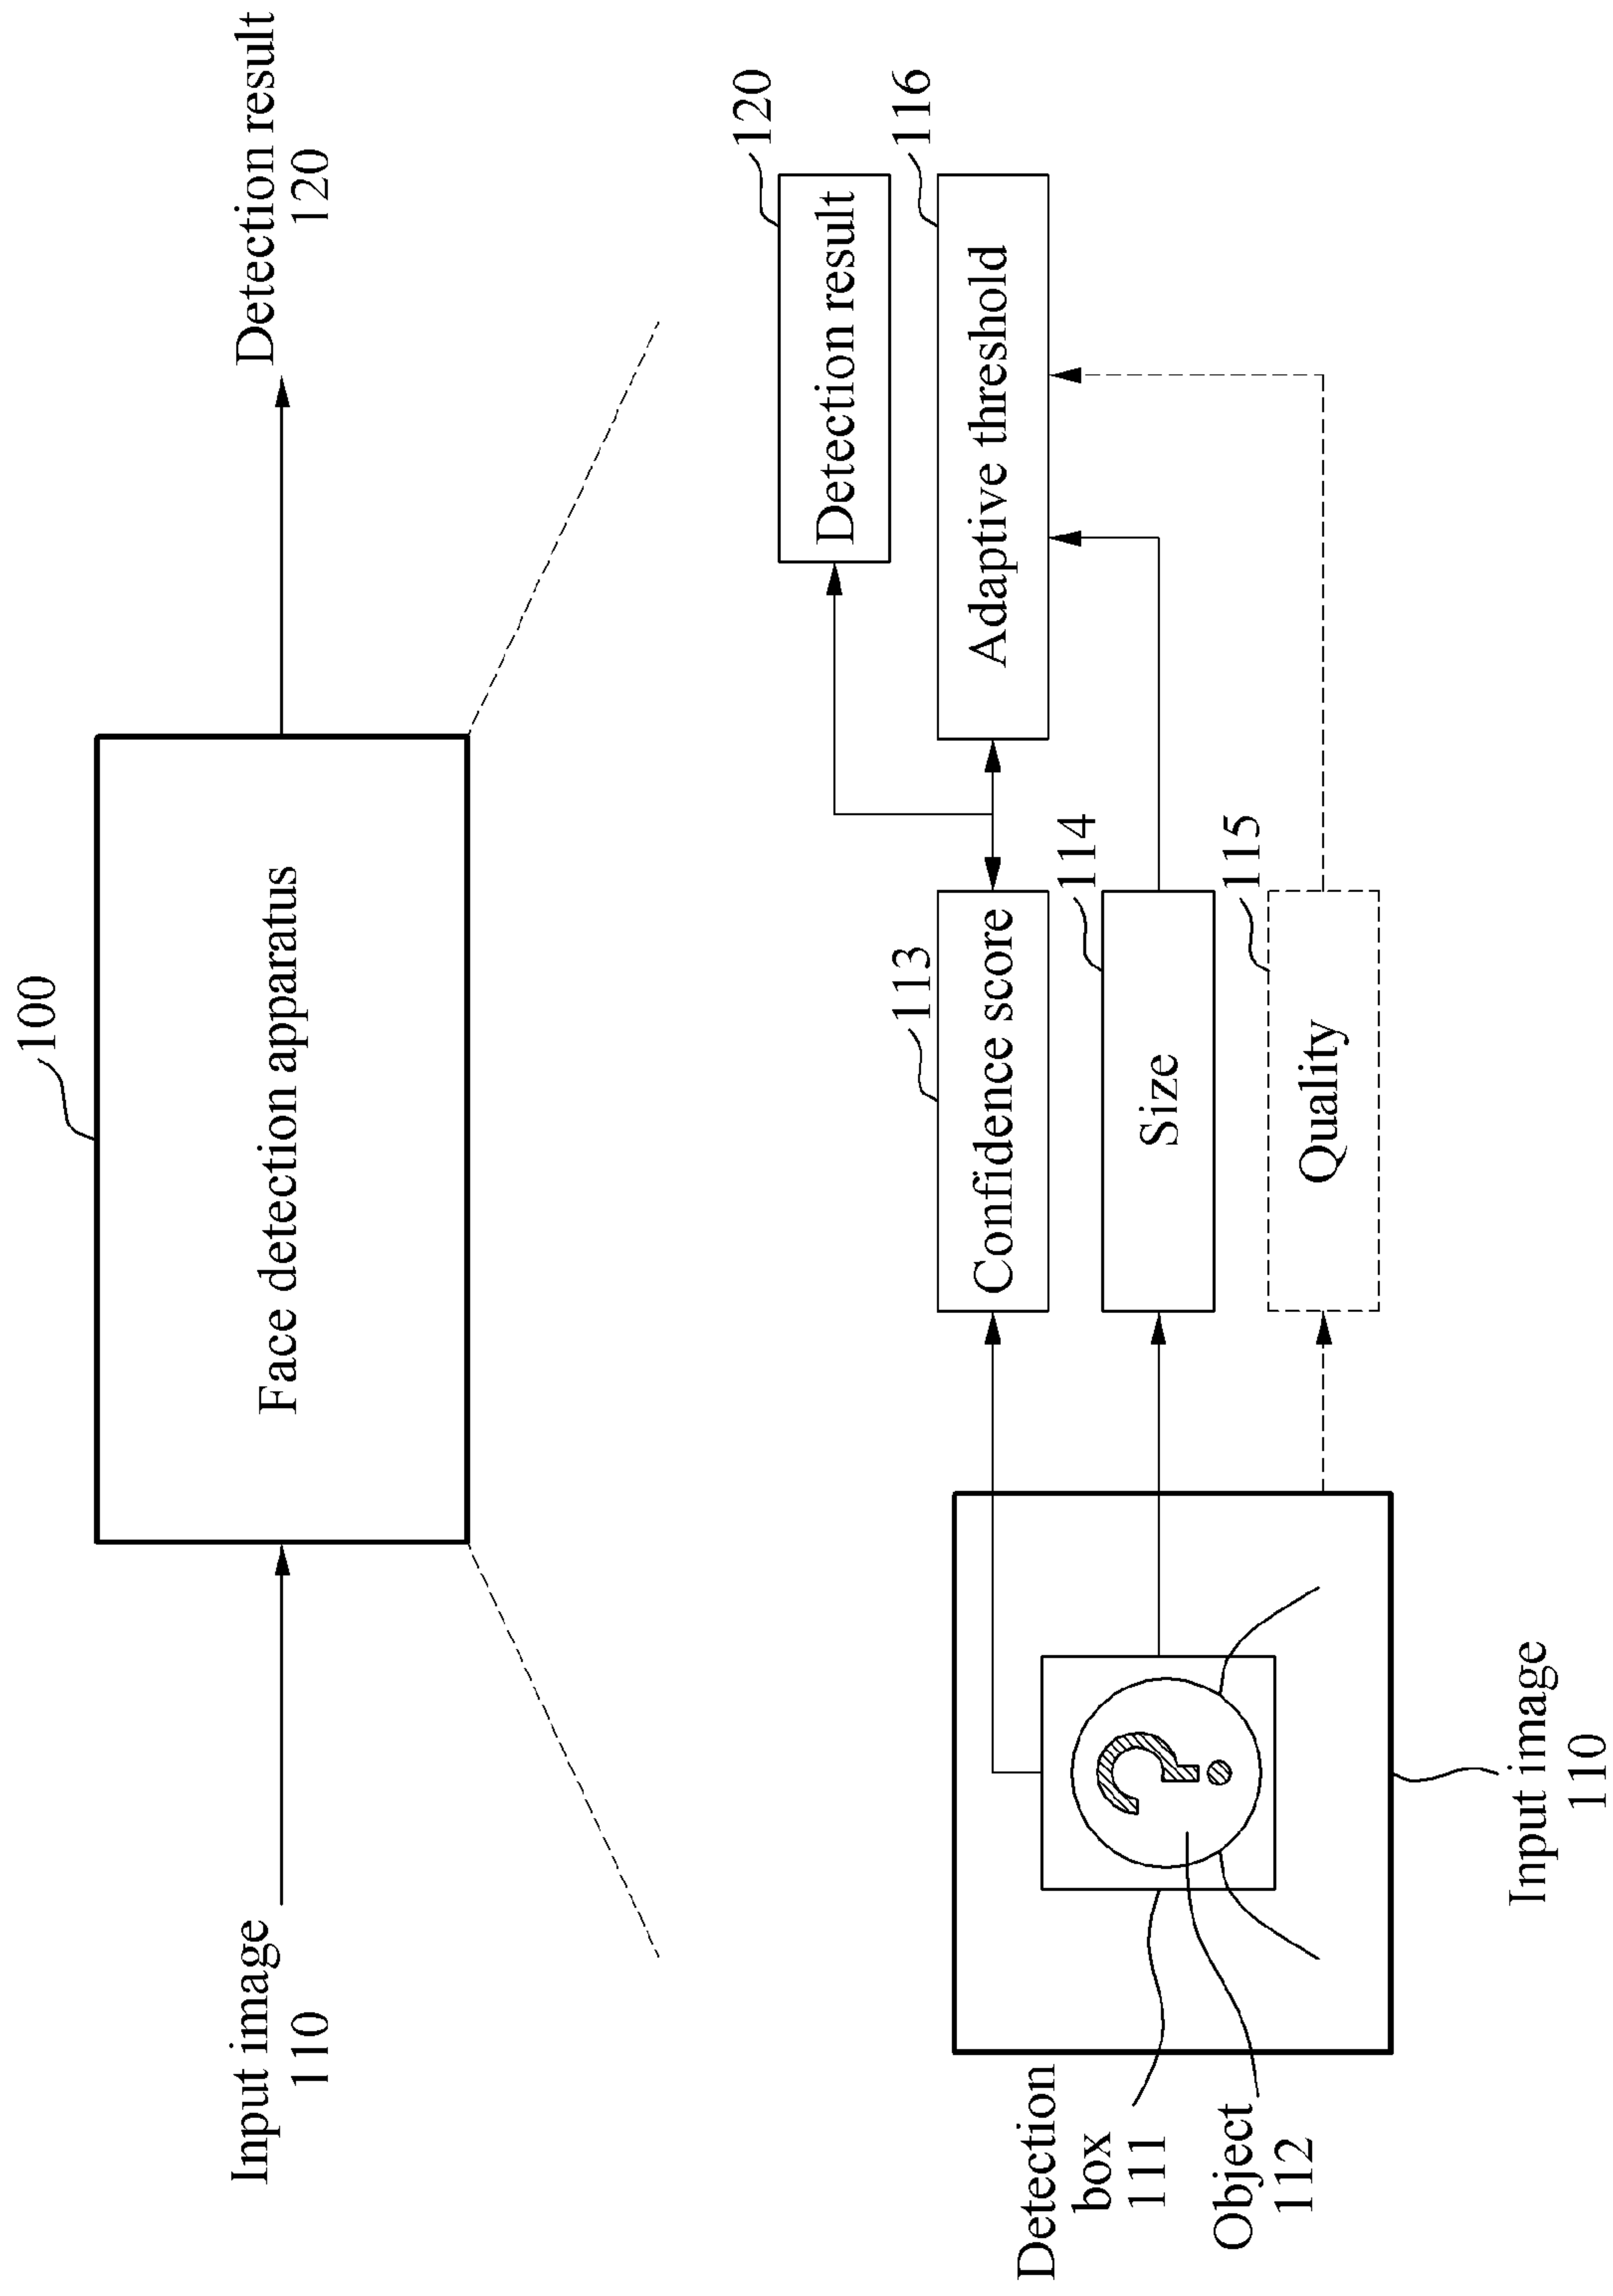 100
Input image
110
Face detection apparatus
Detection result
120
120
Detection result
113
116
Confidence score
Adaptive threshold
Detection
box
111
114
Size
Object
112
115
Quality
Input image
110